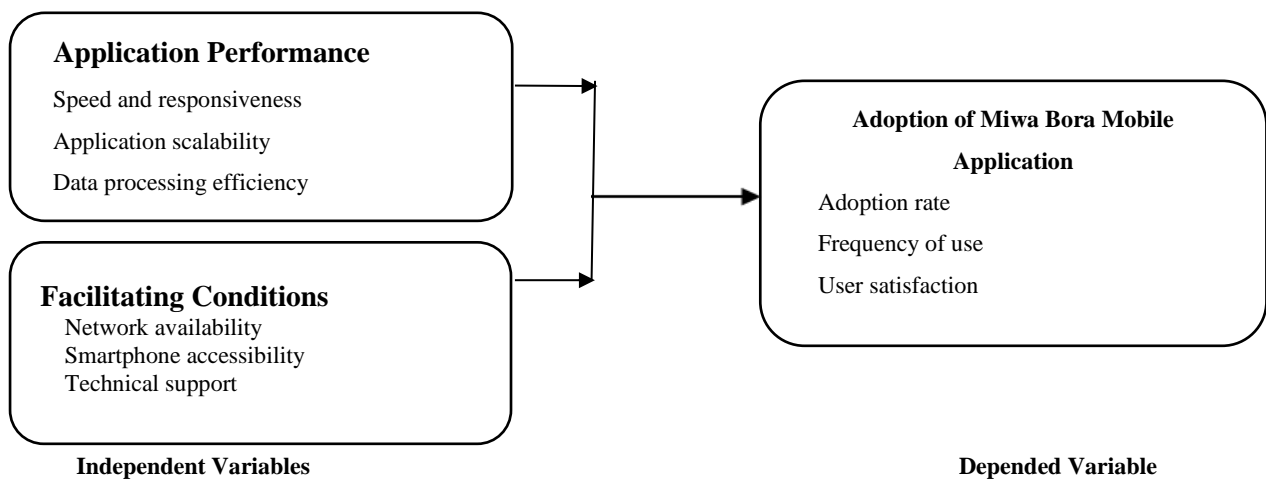 Application Performance
Speed and responsiveness
Application scalability
Data processing efficiency
Facilitating Conditions
Network availability
Smartphone accessibility
Technical support
Independent Variables
Adoption of Miwa Bora Mobile
Application
Adoption rate
Frequency of use
User satisfaction
Depended Variable